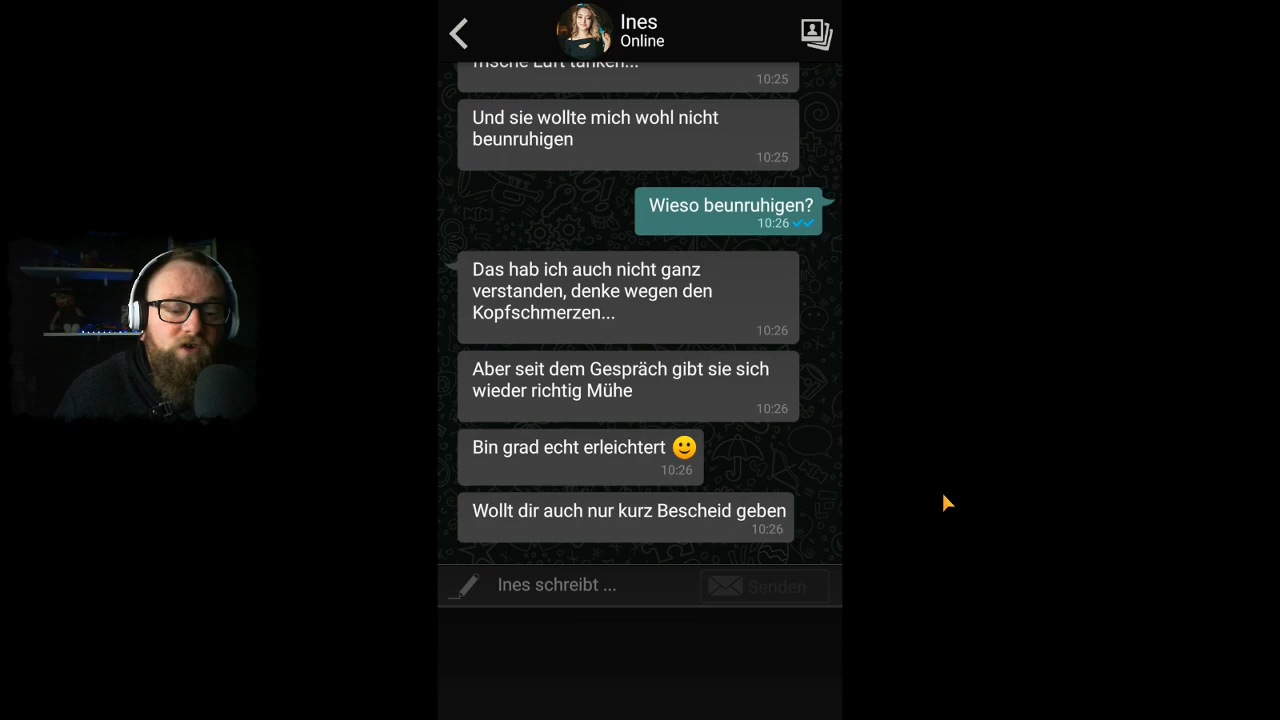 Ines
Online
frische Luft tanken...
10:25
Und sie wollte mich wohl nicht
beunruhigen
10:25
Wieso beunruhigen?
10:26
Das hab ich auch nicht ganz
verstanden, denke wegen den
Kopfschmerzen...
10:26
Aber seit dem Gespräch gibt sie sich
wieder richtig Mühe
10:26
Bin grad echt erleichtert 🙂
10:26
Wollt dir auch nur kurz Bescheid geben
10:26
Ines schreibt ...
Senden